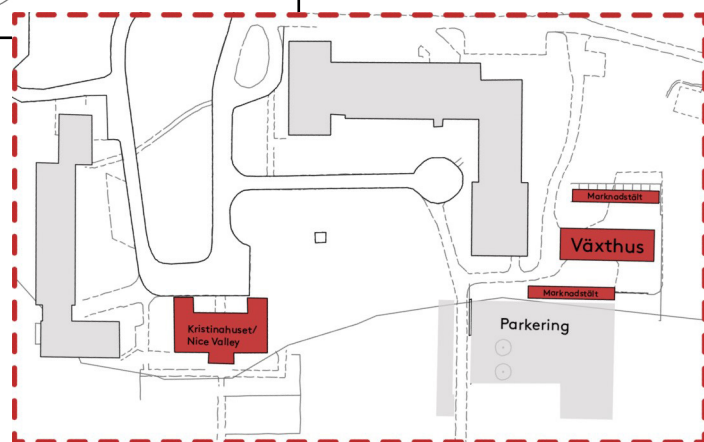 Marknadstält
Växthus
Marknadstält
Parkering
Kristinahuset/
Nice Valley